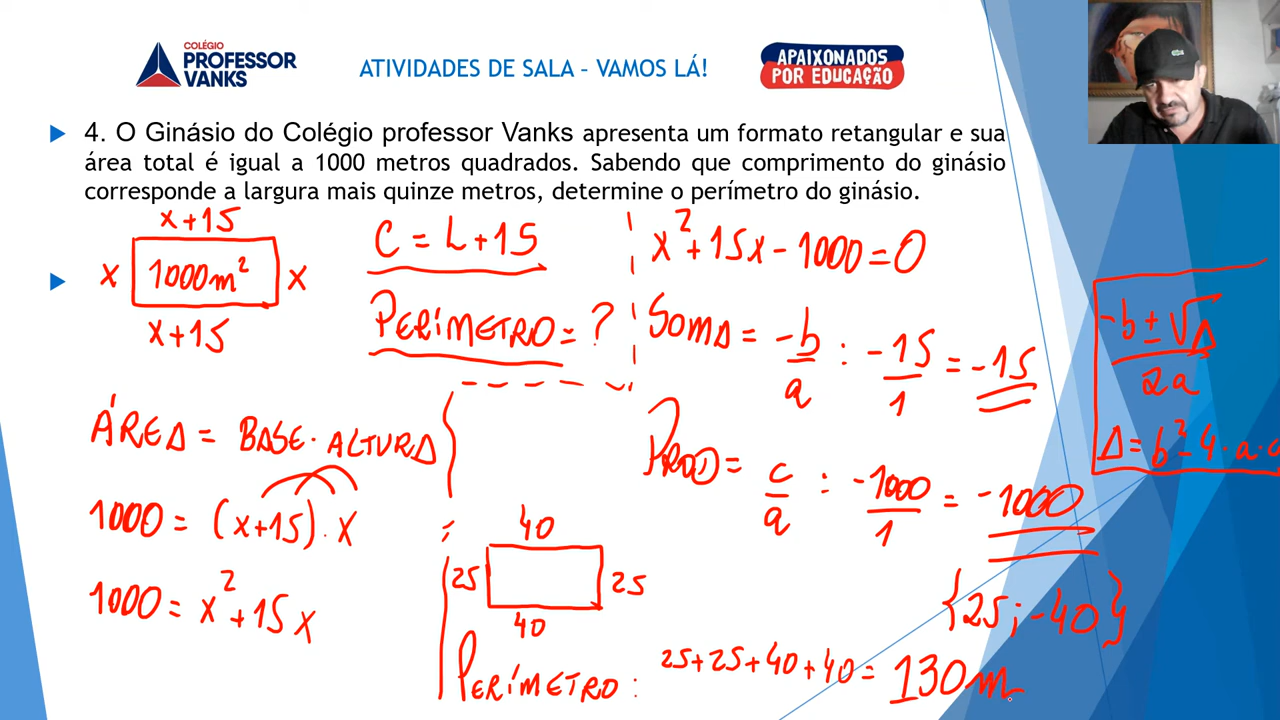 COLÉGIO
PROFESSOR
VANKS
ATIVIDADES DE SALA – VAMOS LÁ!
APAIXONADOS
POR EDUCAÇÃO
4. O Ginásio do Colégio professor Vanks apresenta um formato retangular e sua
área total é igual a 1000 metros quadrados. Sabendo que comprimento do ginásio
corresponde a largura mais quinze metros, determine o perímetro do ginásio.
x+15
x 1000m² x
x+15
C = L+15
PERÍMETRO = ?
ÁREA = BASE · ALTURA
1000 = (x+15) · x
1000 = x² + 15x
x² + 15x - 1000 = 0
SOMA = -b/a : -15/1 = -15
PROD = c/a : -1000/1 = -1000
{25; -40}
-b ± √Δ
2a
Δ = b² - 4 · a · c
40
25 25
40
PERÍMETRO : 25+25+40+40 = 130m